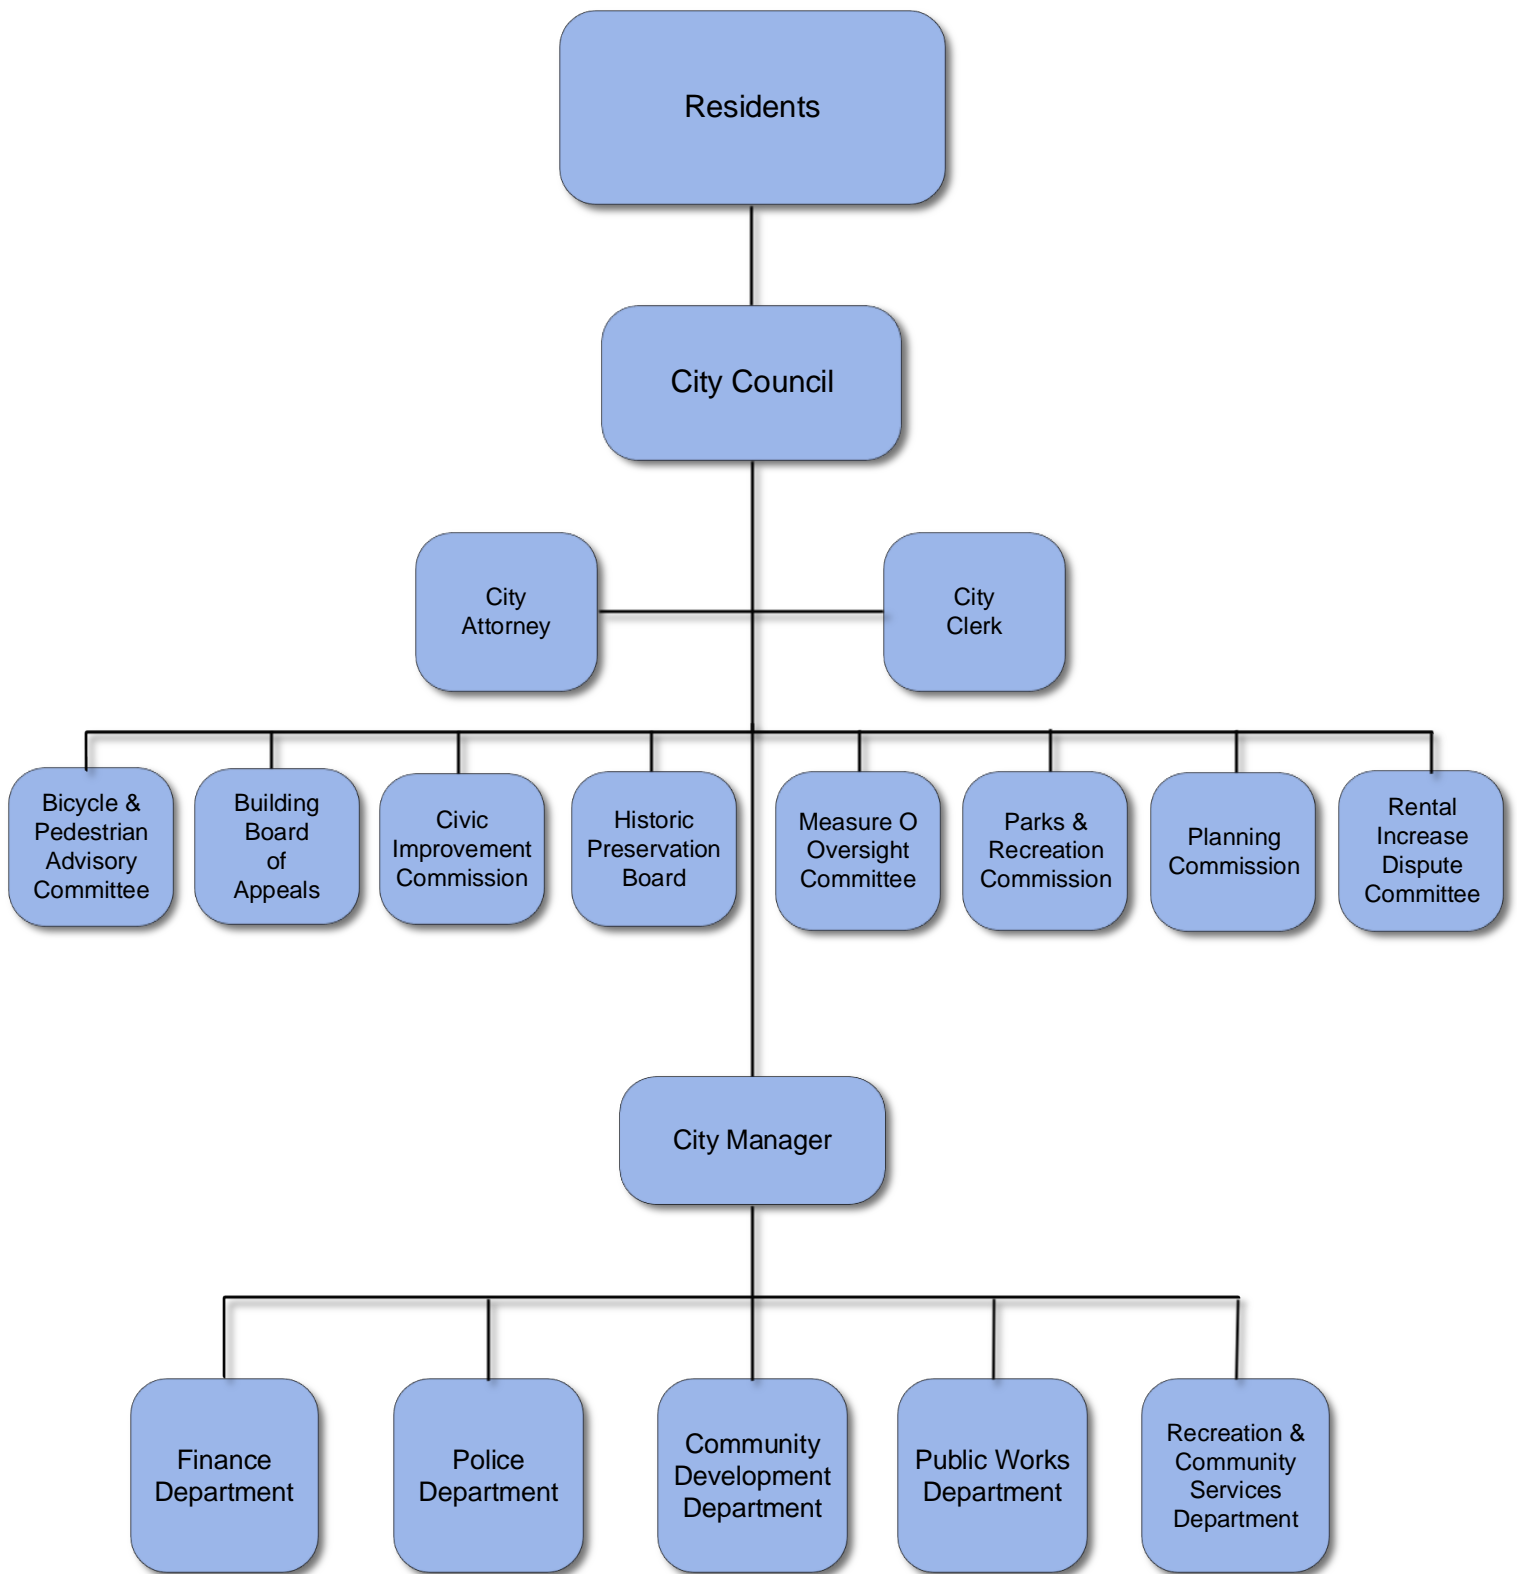 Residents
City Council
City
Attorney
City
Clerk
Bicycle &
Pedestrian
Advisory
Committee
Building
Board
of
Appeals
Civic
Improvement
Commission
Historic
Preservation
Board
Measure O
Oversight
Committee
Parks &
Recreation
Commission
Planning
Commission
Rental
Increase
Dispute
Committee
City Manager
Finance
Department
Police
Department
Community
Development
Department
Public Works
Department
Recreation &
Community
Services
Department